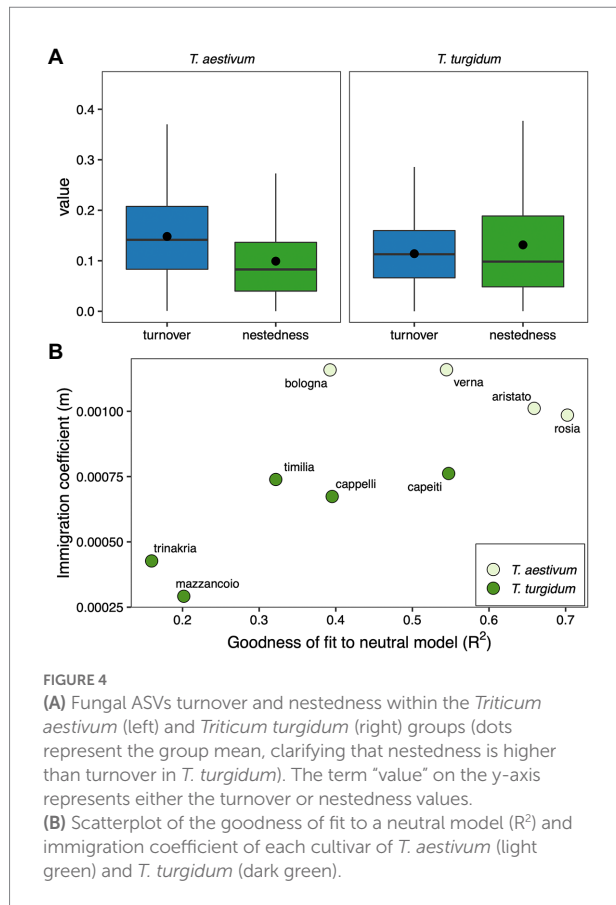 A
T. aestivum
T. turgidum
value
0.4
0.3
0.2
0.1
0.0
turnover
nestedness
turnover
nestedness
B
Immigration coefficient (m)
0.00100
0.00075
0.00050
0.00025
bologna
verna
aristato
rosia
timilia
cappelli
capeiti
trinakria
mazzancoio
T. aestivum
T. turgidum
0.2
0.3
0.4
0.5
0.6
0.7
Goodness of fit to neutral model (R²)
FIGURE 4
(A) Fungal ASVs turnover and nestedness within the Triticum
aestivum (left) and Triticum turgidum (right) groups (dots
represent the group mean, clarifying that nestedness is higher
than turnover in T. turgidum). The term “value” on the y-axis
represents either the turnover or nestedness values.
(B) Scatterplot of the goodness of fit to a neutral model (R²) and
immigration coefficient of each cultivar of T. aestivum (light
green) and T. turgidum (dark green).